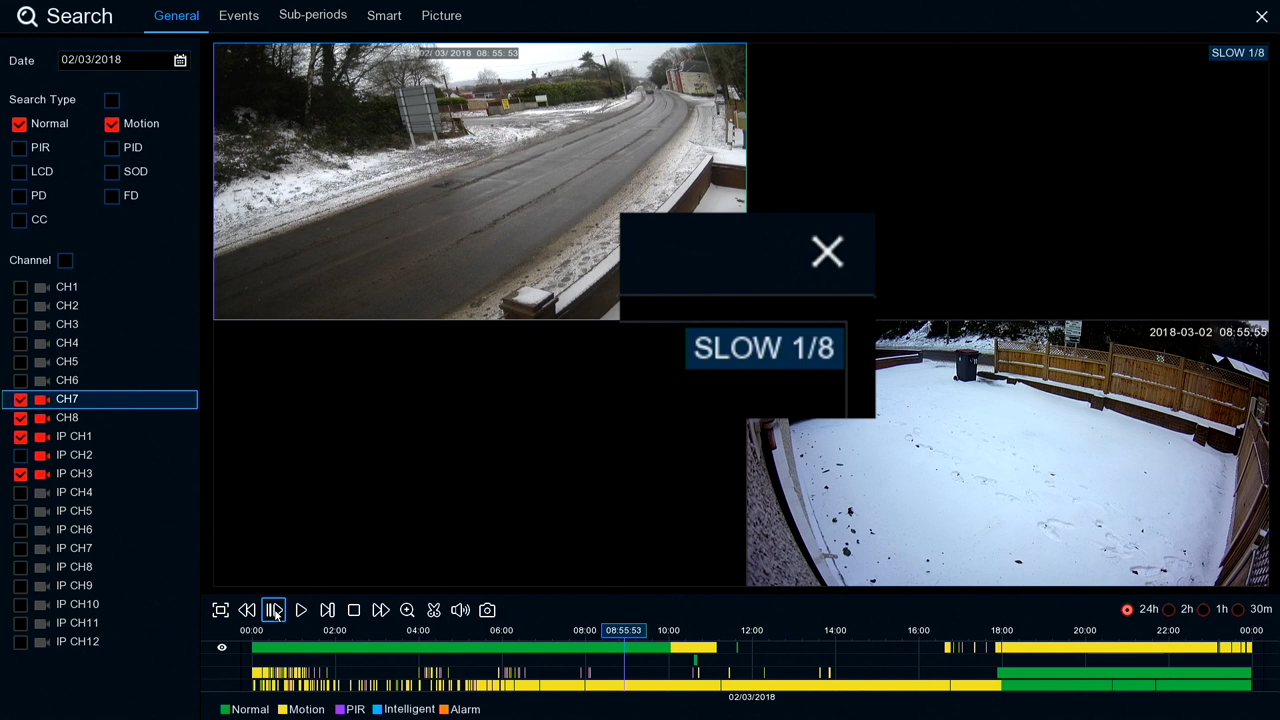 Search General Events Sub-periods Smart Picture
Date 02/03/2018
Search Type
Normal Motion
PIR PID
LCD SOD
PD FD
CC
Channel
CH1
CH2
CH3
CH4
CH5
CH6
CH7
CH8
IP CH1
IP CH2
IP CH3
IP CH4
IP CH5
IP CH6
IP CH7
IP CH8
IP CH9
IP CH10
IP CH11
IP CH12
02/03/2018 08:55:53
SLOW 1/8
SLOW 1/8
2018-03-02 08:55:55
24h 2h 1h 30m
00:00 02:00 04:00 06:00 08:00 08:55:53 10:00 12:00 14:00 16:00 18:00 20:00 22:00 00:00
02/03/2018
Normal Motion PIR Intelligent Alarm